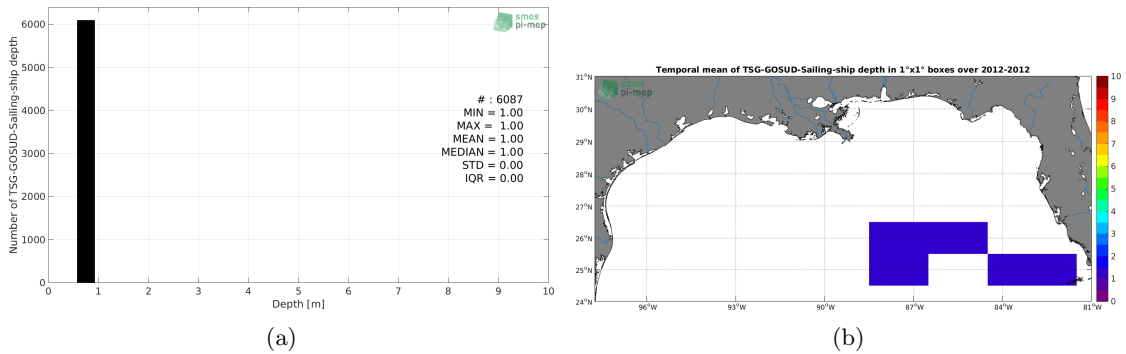 smos
pi-mep
Number of TSG-GOSUD-Sailing-ship depth
6000
5000
4000
3000
2000
1000
0
# : 6087
MIN = 1.00
MAX = 1.00
MEAN = 1.00
MEDIAN = 1.00
STD = 0.00
IQR = 0.00
0 1 2 3 4 5 6 7 8 9 10
Depth [m]
(a)
Temporal mean of TSG-GOSUD-Sailing-ship depth in 1°x1° boxes over 2012-2012
smos
pi-mep
31°N
30°N
29°N
28°N
27°N
26°N
25°N
24°N
96°W 93°W 90°W 87°W 84°W 81°W
10
9
8
7
6
5
4
3
2
1
0
(b)